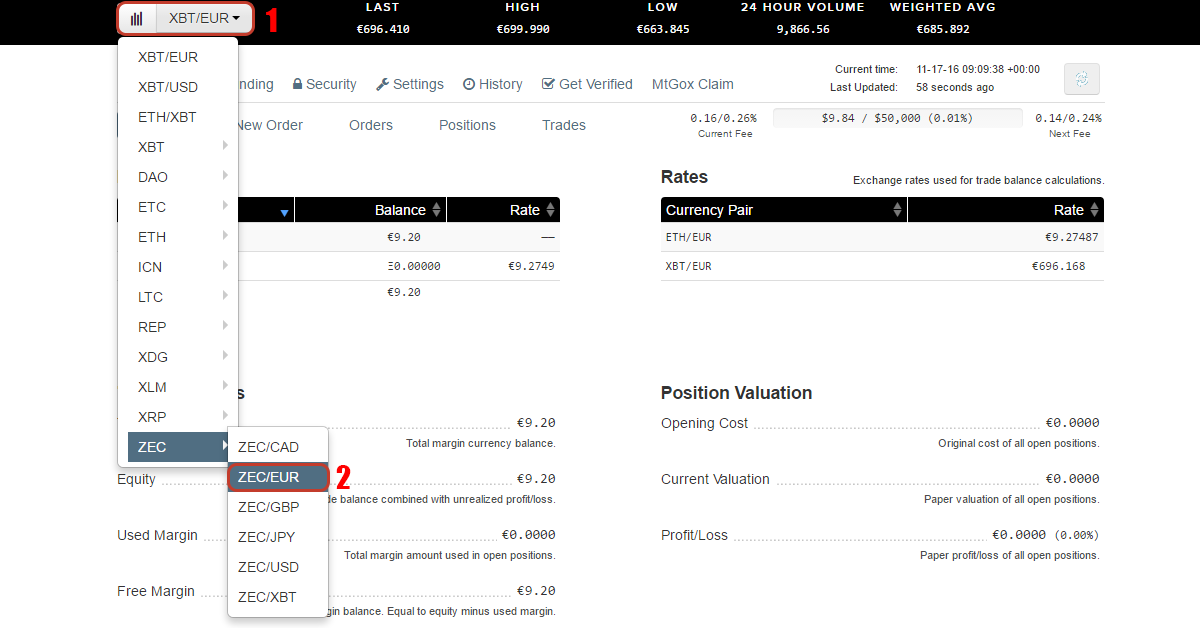 LAST HIGH LOW 24 HOUR VOLUME WEIGHTED AVG
XBT/EUR 1
€696.410 €699.990 €663.845 9,866.56 €685.892
XBT/EUR
XBT/USD
ETH/XBT
XBT
DAO
ETC
ETH
ICN
LTC
REP
XDG
XLM
XRP
ZEC
ZEC/CAD
ZEC/EUR 2
ZEC/GBP
ZEC/JPY
ZEC/USD
ZEC/XBT
nding Security Settings History Get Verified MtGox Claim
Current time: 11-17-16 09:09:38 +00:00
Last Updated: 58 seconds ago
New Order Orders Positions Trades
0.16/0.26% $9.84 / $50,000 (0.01%) 0.14/0.24%
Current Fee Next Fee
Balance Rate
€9.20 —
Ξ0.00000 €9.2749
€9.20
Rates Exchange rates used for trade balance calculations.
Currency Pair Rate
ETH/EUR €9.27487
XBT/EUR €696.168
s
€9.20
Total margin currency balance.
Equity €9.20
de balance combined with unrealized profit/loss.
Used Margin €0.0000
Total margin amount used in open positions.
Free Margin €9.20
gin balance. Equal to equity minus used margin.
Position Valuation
Opening Cost €0.0000
Original cost of all open positions.
Current Valuation €0.0000
Paper valuation of all open positions.
Profit/Loss €0.0000 (0.00%)
Paper profit/loss of all open positions.